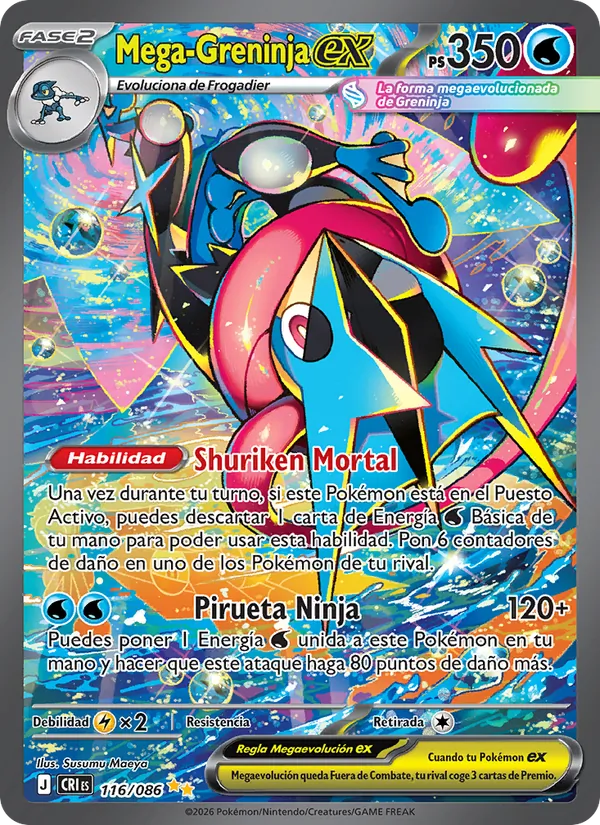 FASE2
Mega-Greninja ex PS350
Evoluciona de Frogadier
La forma megaevolucionada
de Greninja
Habilidad Shuriken Mortal
Una vez durante tu turno, si este Pokémon está en el Puesto
Activo, puedes descartar 1 carta de Energía Básica de
tu mano para poder usar esta habilidad. Pon 6 contadores
de daño en uno de los Pokémon de tu rival.
Pirueta Ninja 120+
Puedes poner 1 Energía unida a este Pokémon en tu
mano y hacer que este ataque haga 80 puntos de daño más.
Debilidad ×2 Resistencia Retirada
Ilus. Susumu Maeya
Regla Megaevolución ex Cuando tu Pokémon ex
Megaevolución queda Fuera de Combate, tu rival coge 3 cartas de Premio.
J CRI ES 116/086
©2026 Pokémon/Nintendo/Creatures/GAME FREAK